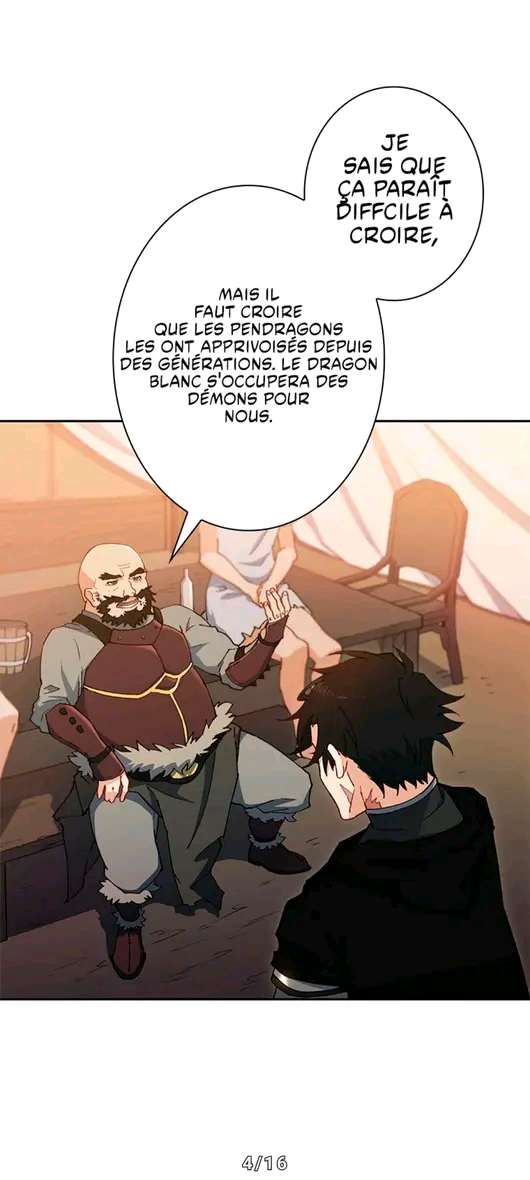 JE
SAIS QUE
ÇA PARAÎT
DIFFCILE À
CROIRE,
MAIS IL
FAUT CROIRE
QUE LES PENDRAGONS
LES ONT APPRIVOISÉS DEPUIS
DES GÉNÉRATIONS. LE DRAGON
BLANC S'OCCUPERA DES
DÉMONS POUR
NOUS.
4/16